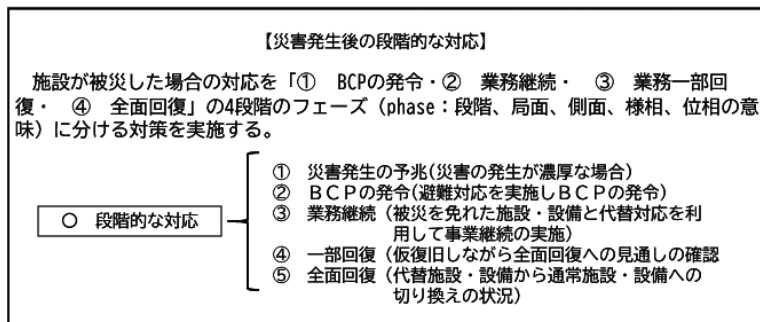 【災害発生後の段階的な対応】
施設が被災した場合の対応を「① BCPの発令・② 業務継続・ ③ 業務一部回
復・ ④ 全面回復」の4段階のフェーズ（phase：段階、局面、側面、様相、位相の意
味）に分ける対策を実施する。
① 災害発生の予兆(災害の発生が濃厚な場合)
② ＢＣＰの発令(避難対応を実施しＢＣＰの発令)
○ 段階的な対応
③ 業務継続（被災を免れた施設・設備と代替対応を利
用して事業継続の実施）
④ 一部回復（仮復旧しながら全面回復への見通しの確認
⑤ 全面回復（代替施設・設備から通常施設・設備への
切り換えの状況）